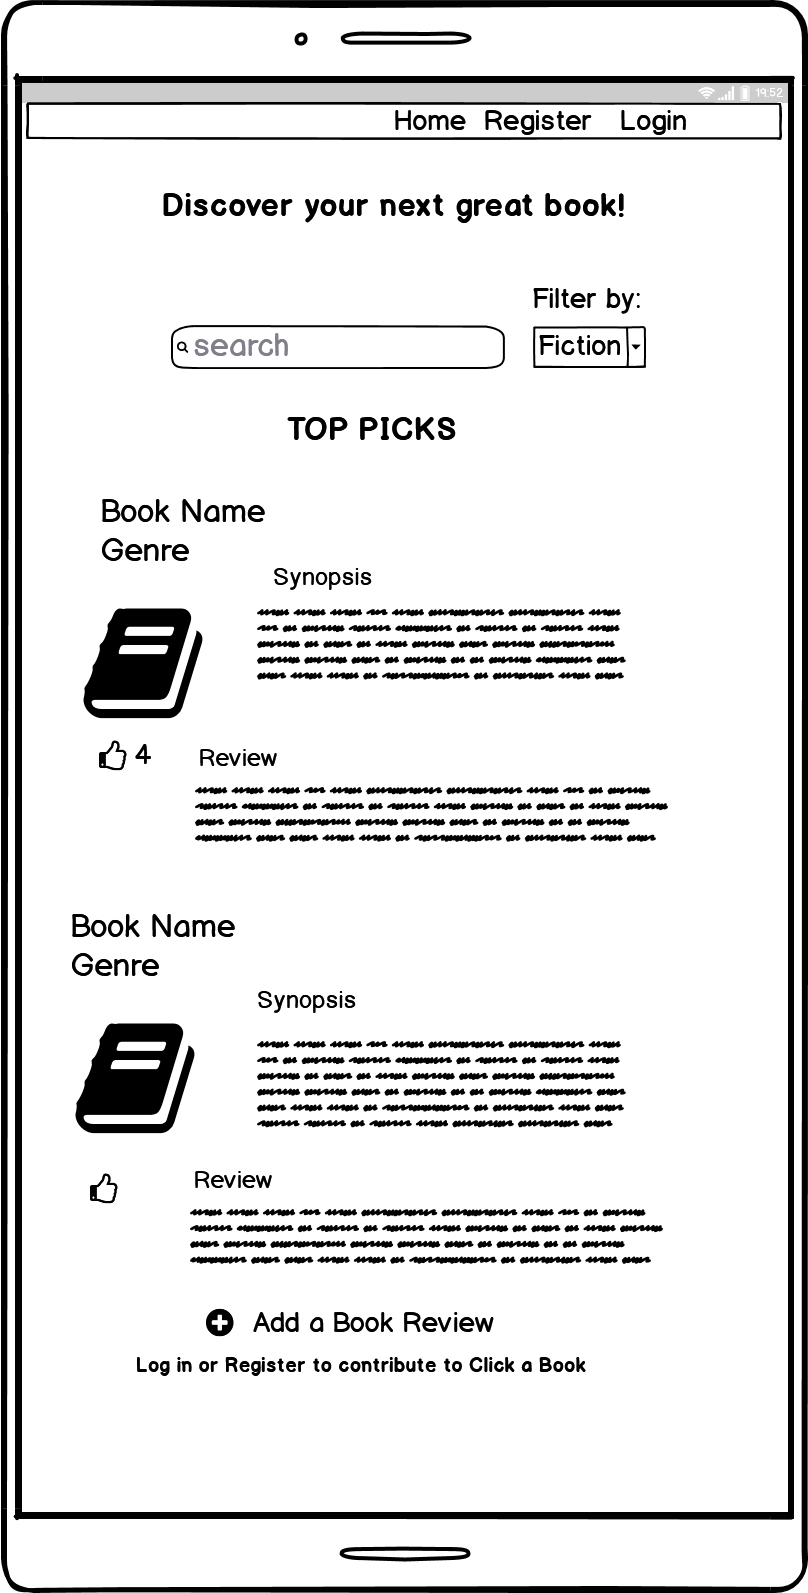 19:52
Home Register Login
Discover your next great book!
Filter by:
search
Fiction
TOP PICKS
Book Name
Genre
Synopsis
4
Review
Book Name
Genre
Synopsis
Review
Add a Book Review
Log in or Register to contribute to Click a Book